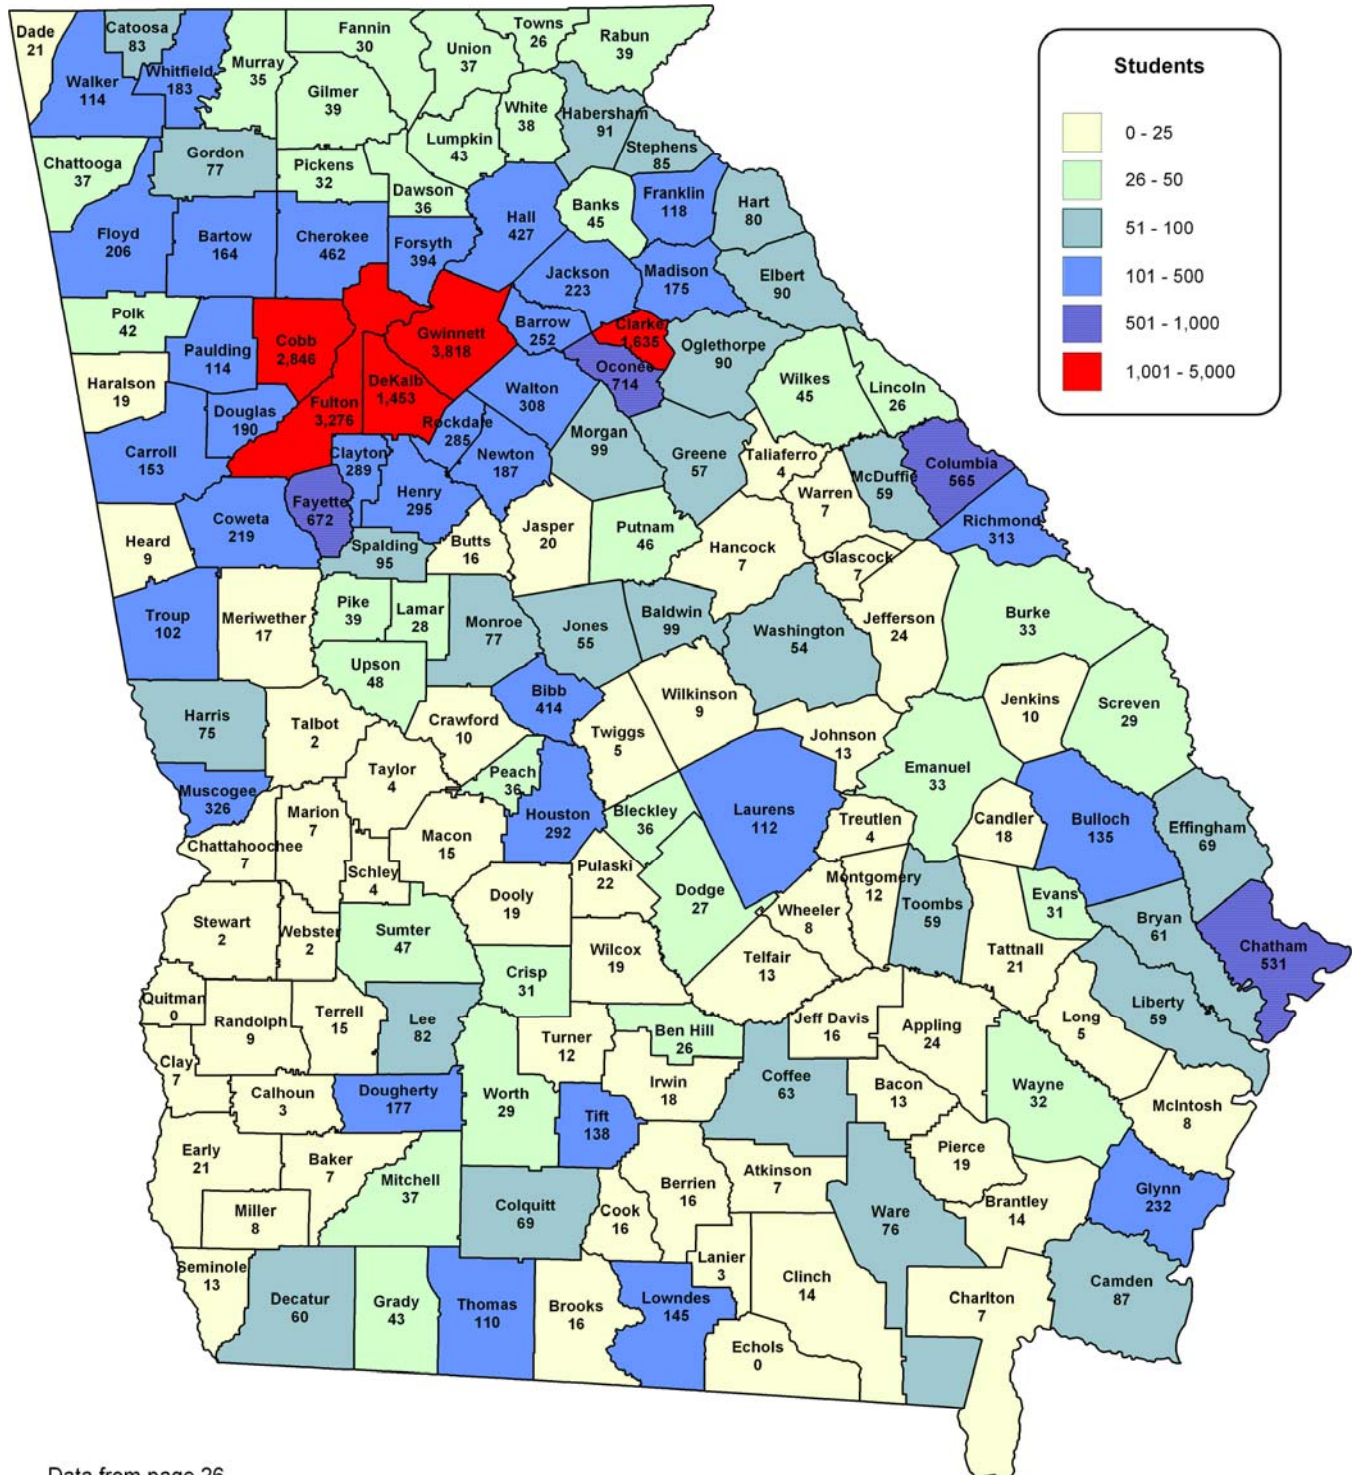 Dade
21
Catoosa
83
Walker
114
Whitfield
183
Murray
35
Fannin
30
Gilmer
39
Union
37
Towns
26
Rabun
39
Students
0 - 25
26 - 50
51 - 100
101 - 500
501 - 1,000
1,001 - 5,000
White
38
Habersham
91
Lumpkin
43
Stephens
85
Chattooga
37
Gordon
77
Pickens
32
Dawson
36
Banks
45
Franklin
118
Hart
80
Hall
427
Floyd
206
Bartow
164
Cherokee
462
Forsyth
394
Jackson
223
Madison
175
Elbert
90
Polk
42
Cobb
2,846
Gwinnett
3,818
Barrow
252
Clarke
1,635
Oglethorpe
90
Paulding
114
Oconee
714
Haralson
19
DeKalb
1,453
Walton
308
Wilkes
45
Lincoln
26
Douglas
190
Fulton
3,276
Rockdale
285
Carroll
153
Clayton
289
Newton
187
Morgan
99
Greene
57
Taliaferro
4
McDuffie
59
Columbia
565
Warren
7
Henry
295
Fayette
672
Coweta
219
Richmond
313
Heard
9
Spalding
95
Butts
16
Jasper
20
Putnam
46
Hancock
7
Glascock
7
Troup
102
Meriwether
17
Pike
39
Lamar
28
Monroe
77
Jones
55
Baldwin
99
Washington
54
Jefferson
24
Burke
33
Upson
48
Bibb
414
Wilkinson
9
Jenkins
10
Screven
29
Harris
75
Talbot
2
Crawford
10
Twiggs
5
Johnson
13
Taylor
4
Peach
36
Emanuel
33
Muscogee
326
Marion
7
Houston
292
Bleckley
36
Laurens
112
Treutlen
4
Candler
18
Bulloch
135
Effingham
69
Chattahoochee
7
Macon
15
Schley
4
Pulaski
22
Montgomery
12
Dooly
19
Dodge
27
Wheeler
8
Toombs
59
Evans
31
Bryan
61
Stewart
2
Webster
2
Sumter
47
Wilcox
19
Telfair
13
Tattnall
21
Chatham
531
Crisp
31
Quitman
0
Randolph
9
Terrell
15
Lee
82
Turner
12
Ben Hill
26
Jeff Davis
16
Appling
24
Long
5
Liberty
59
Clay
7
Calhoun
3
Dougherty
177
Worth
29
Tift
138
Irwin
18
Coffee
63
Bacon
13
Wayne
32
McIntosh
8
Early
21
Baker
7
Mitchell
37
Berrien
16
Atkinson
7
Pierce
19
Miller
8
Colquitt
69
Cook
16
Ware
76
Brantley
14
Glynn
232
Seminole
13
Decatur
60
Grady
43
Thomas
110
Brooks
16
Lowndes
145
Lanier
3
Clinch
14
Charlton
7
Camden
87
Echols
0
Data from page 26